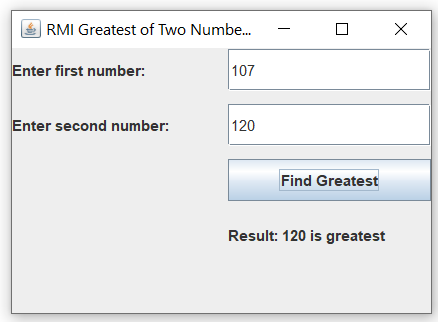 RMI Greatest of Two Numbe...
Enter first number:
107
Enter second number:
120
Find Greatest
Result: 120 is greatest